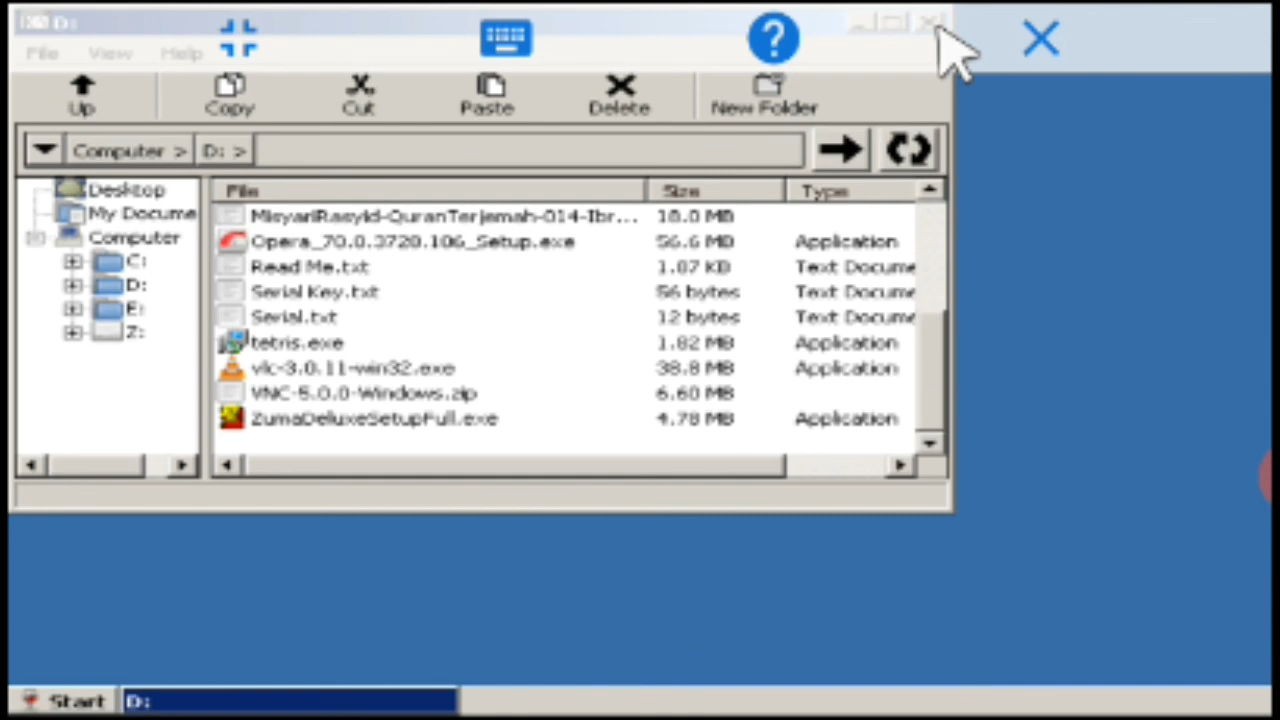 D:
File View Help
Up Copy Cut Paste Delete New Folder
Computer > D: >
Desktop
My Docume
Computer
C:
D:
E:
Z:
File Size Type
MisyariRasyid-QuranTerjemah-014-Ibr... 18.0 MB
Opera_70.0.3728.106_Setup.exe 56.6 MB Application
Read Me.txt 1.07 KB Text Docume
Serial Key.txt 56 bytes Text Docume
Serial.txt 12 bytes Text Docume
tetris.exe 1.82 MB Application
vlc-3.0.11-win32.exe 38.8 MB Application
VNC-5.0.0-Windows.zip 6.60 MB
ZumaDeluxeSetupFull.exe 4.78 MB Application
Start D: